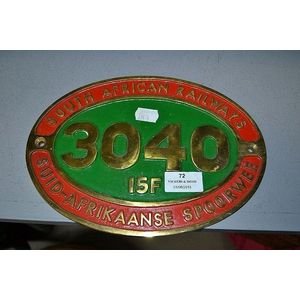 SOUTH AFRICAN RAILWAYS
3040
72
15F
SUID-AFRIKAANSE SPOORWEË